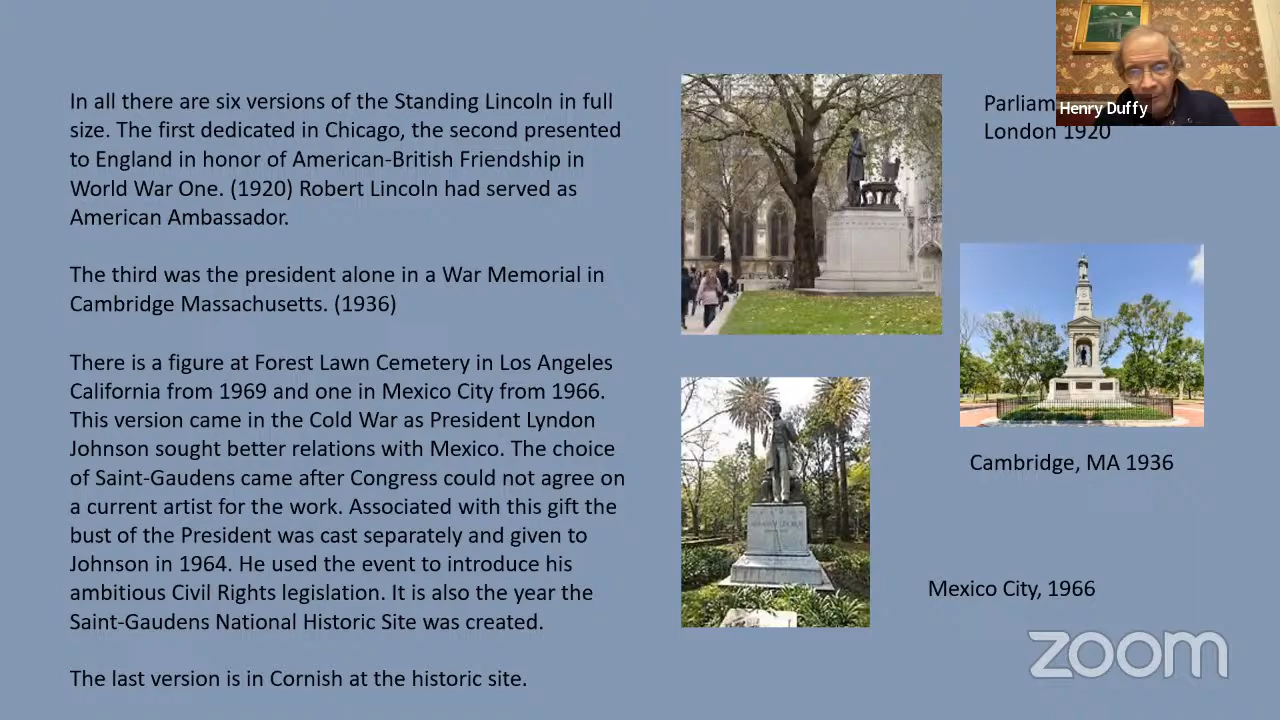 In all there are six versions of the Standing Lincoln in full
size. The first dedicated in Chicago, the second presented
to England in honor of American-British Friendship in
World War One. (1920) Robert Lincoln had served as
American Ambassador.
The third was the president alone in a War Memorial in
Cambridge Massachusetts. (1936)
There is a figure at Forest Lawn Cemetery in Los Angeles
California from 1969 and one in Mexico City from 1966.
This version came in the Cold War as President Lyndon
Johnson sought better relations with Mexico. The choice
of Saint-Gaudens came after Congress could not agree on
a current artist for the work. Associated with this gift the
bust of the President was cast separately and given to
Johnson in 1964. He used the event to introduce his
ambitious Civil Rights legislation. It is also the year the
Saint-Gaudens National Historic Site was created.
The last version is in Cornish at the historic site.
Parliam
London 1920
Henry Duffy
Cambridge, MA 1936
Mexico City, 1966
zoom